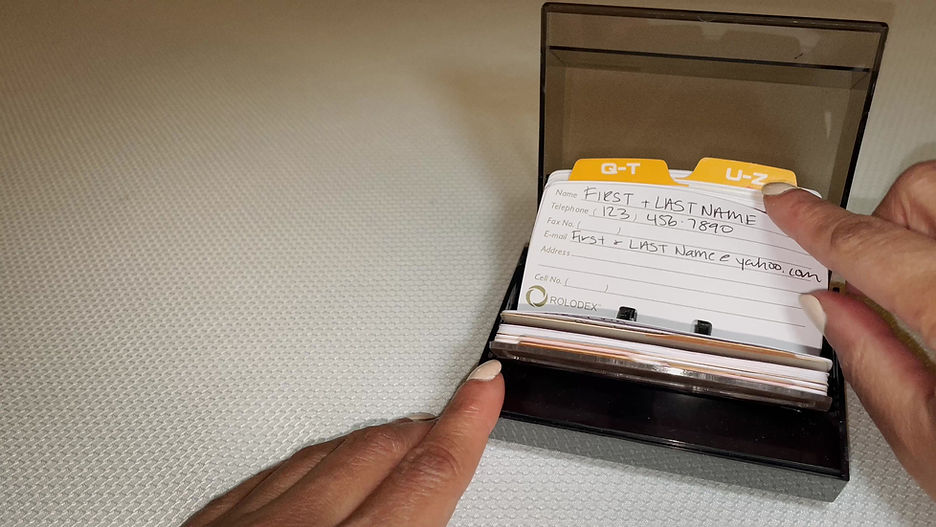 Q-T U-Z
Name FIRST + LAST NAME
Telephone (123) 456-7890
Fax No. ( )
E-mail First & LAST Name@yahoo.com
Address
Cell No. ( )
ROLODEX™